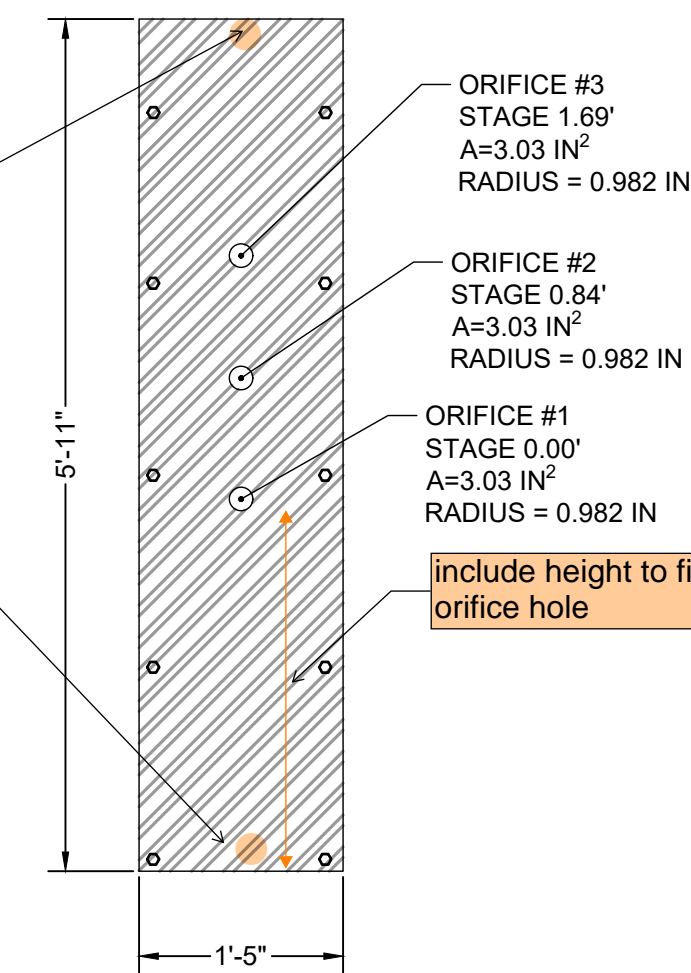 ORIFICE #3
STAGE 1.69'
A=3.03 IN²
RADIUS = 0.982 IN
ORIFICE #2
STAGE 0.84'
A=3.03 IN²
RADIUS = 0.982 IN
ORIFICE #1
STAGE 0.00'
A=3.03 IN²
RADIUS = 0.982 IN
5'-11"
include height to
orifice hole
1'-5"